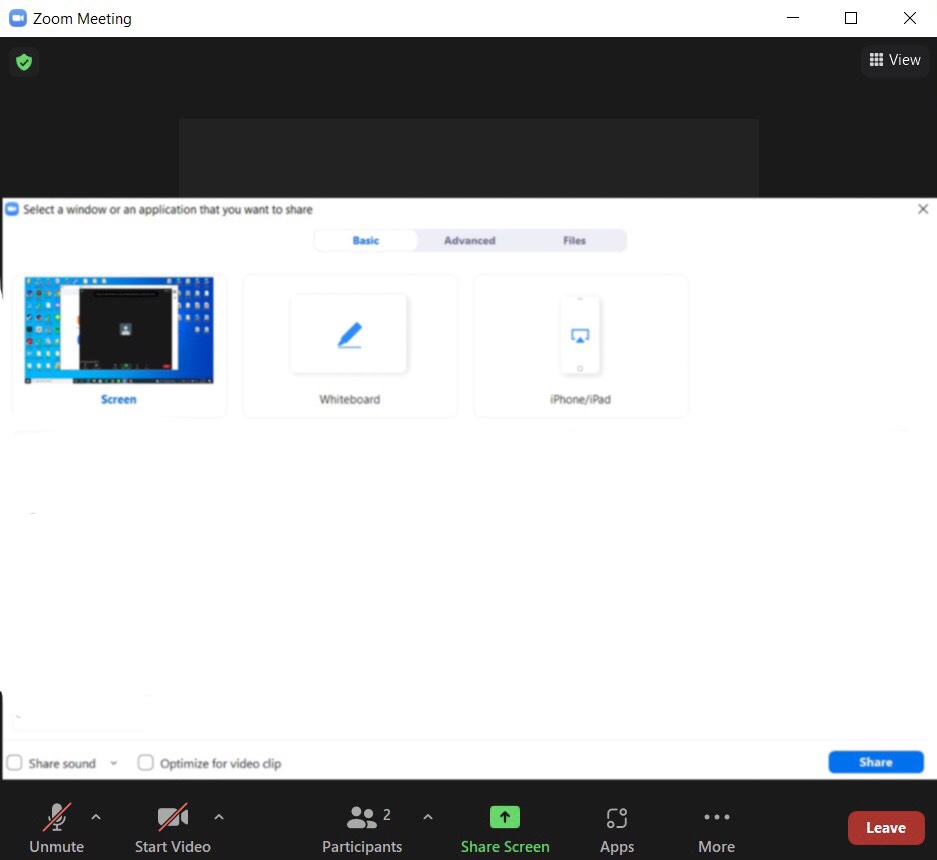 Zoom Meeting
View
Select a window or an application that you want to share
Basic Advanced Files
Screen Whiteboard iPhone/iPad
Share sound Optimize for video clip Share
2
Unmute Start Video Participants Share Screen Apps More Leave